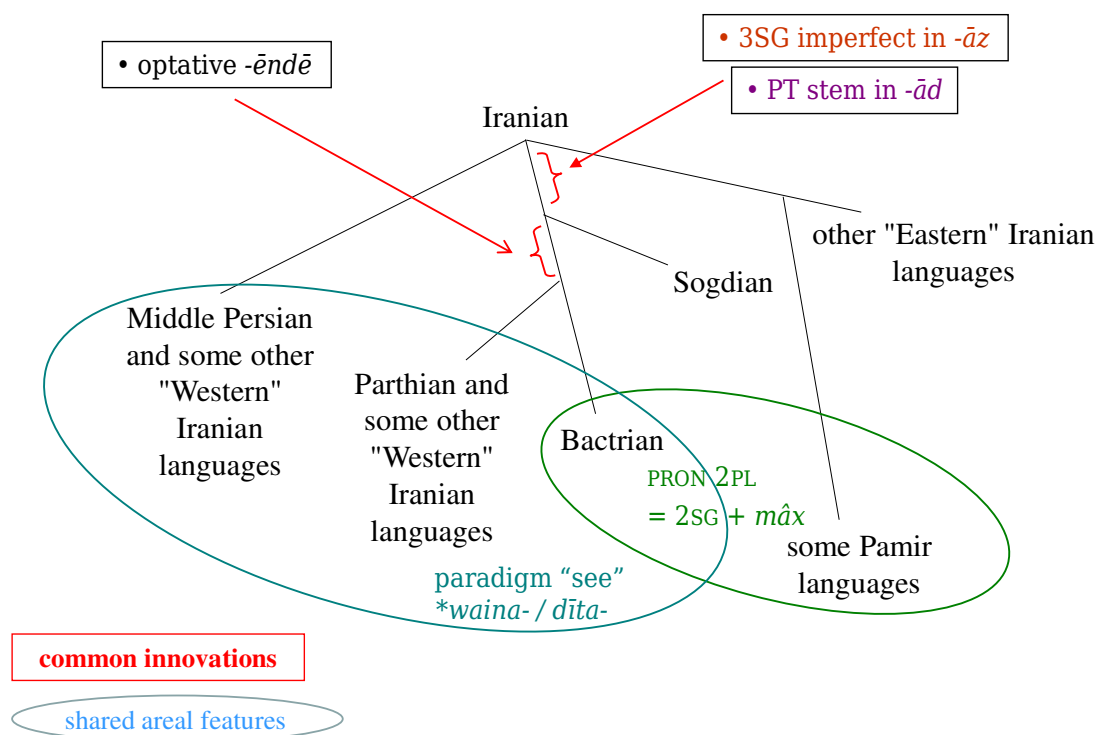 • optative -ēndē
• 3SG imperfect in -āz
• PT stem in -ād
Iranian
other "Eastern" Iranian
languages
Sogdian
Middle Persian
and some other
"Western"
Iranian
languages
Parthian and
some other
"Western"
Iranian
languages
Bactrian
PRON 2PL
= 2SG + mâx
some Pamir
languages
paradigm “see”
*waina- / dīta-
common innovations
shared areal features